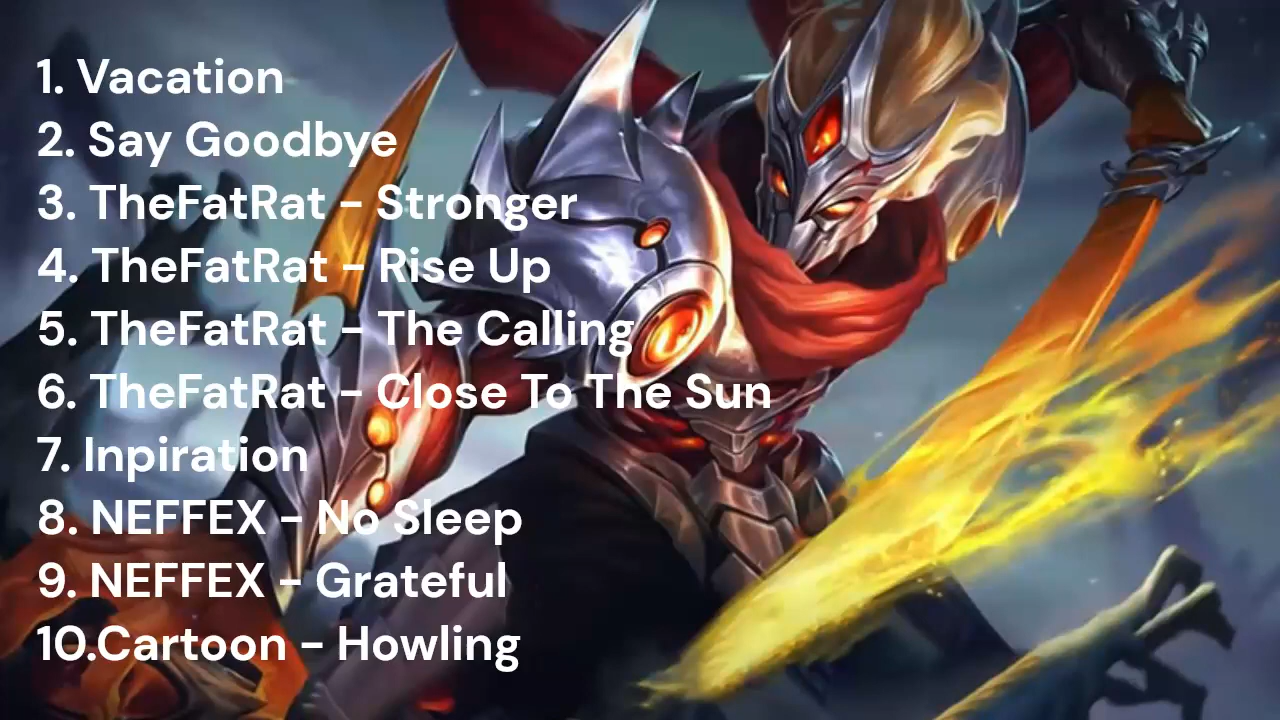 1. Vacation
2. Say Goodbye
3. TheFatRat - Stronger
4. TheFatRat - Rise Up
5. TheFatRat - The Calling
6. TheFatRat - Close To The Sun
7. Inpiration
8. NEFFEX - No Sleep
9. NEFFEX - Grateful
10.Cartoon - Howling